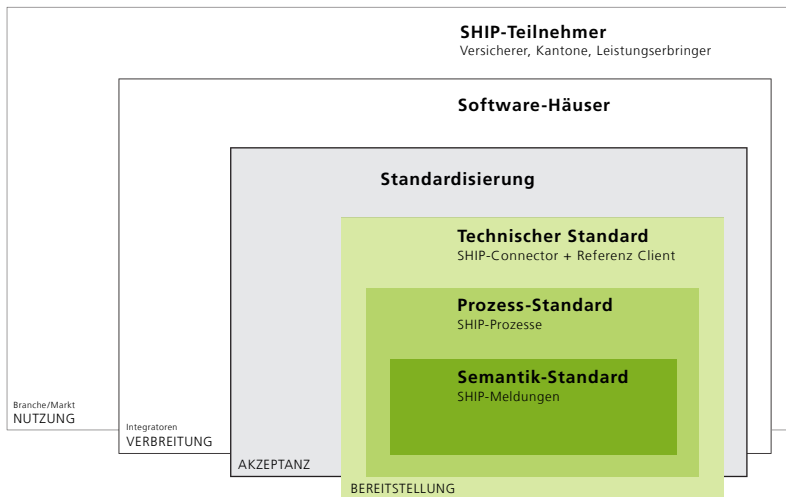 SHIP-Teilnehmer
Versicherer, Kantone, Leistungserbringer
Software-Häuser
Standardisierung
Technischer Standard
SHIP-Connector + Referenz Client
Prozess-Standard
SHIP-Prozesse
Semantik-Standard
SHIP-Meldungen
Branche/Markt
NUTZUNG
Integratoren
VERBREITUNG
AKZEPTANZ
BEREITSTELLUNG